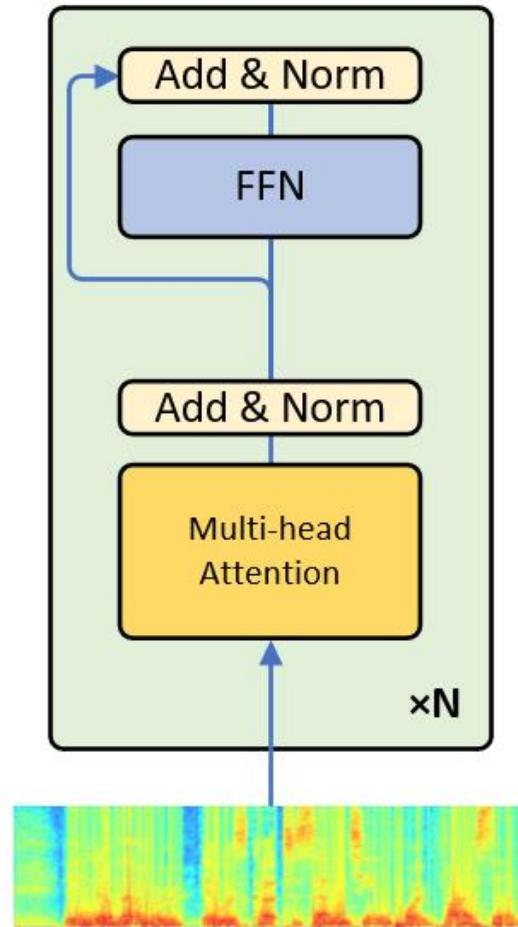 Add & Norm
FFN
Add & Norm
Multi-head
Attention
×N